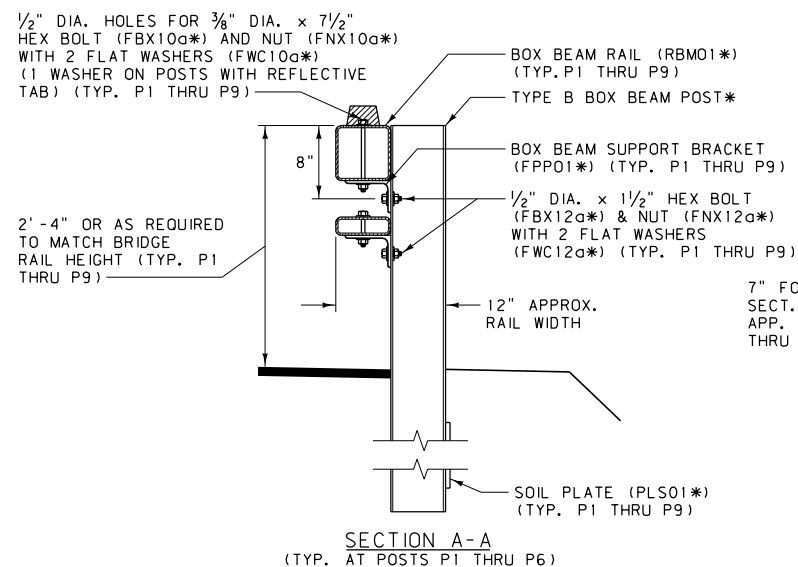 ½" DIA. HOLES FOR ⅜" DIA. x 7½"
HEX BOLT (FBX10a*) AND NUT (FNX10a*)
WITH 2 FLAT WASHERS (FWC10a*)
(1 WASHER ON POSTS WITH REFLECTIVE
TAB) (TYP. P1 THRU P9)
BOX BEAM RAIL (RBM01*)
(TYP. P1 THRU P9)
TYPE B BOX BEAM POST*
8"
BOX BEAM SUPPORT BRACKET
(FPP01*) (TYP. P1 THRU P9)
½" DIA. x 1½" HEX BOLT
(FBX12a*) & NUT (FNX12a*)
WITH 2 FLAT WASHERS
(FWC12a*) (TYP. P1 THRU P9)
2'-4" OR AS REQUIRED
TO MATCH BRIDGE
RAIL HEIGHT (TYP. P1
THRU P9)
12" APPROX.
RAIL WIDTH
7" FO
SECT.
APP.
THRU
SOIL PLATE (PLS01*)
(TYP. P1 THRU P9)
SECTION A-A
(TYP. AT POSTS P1 THRU P6)